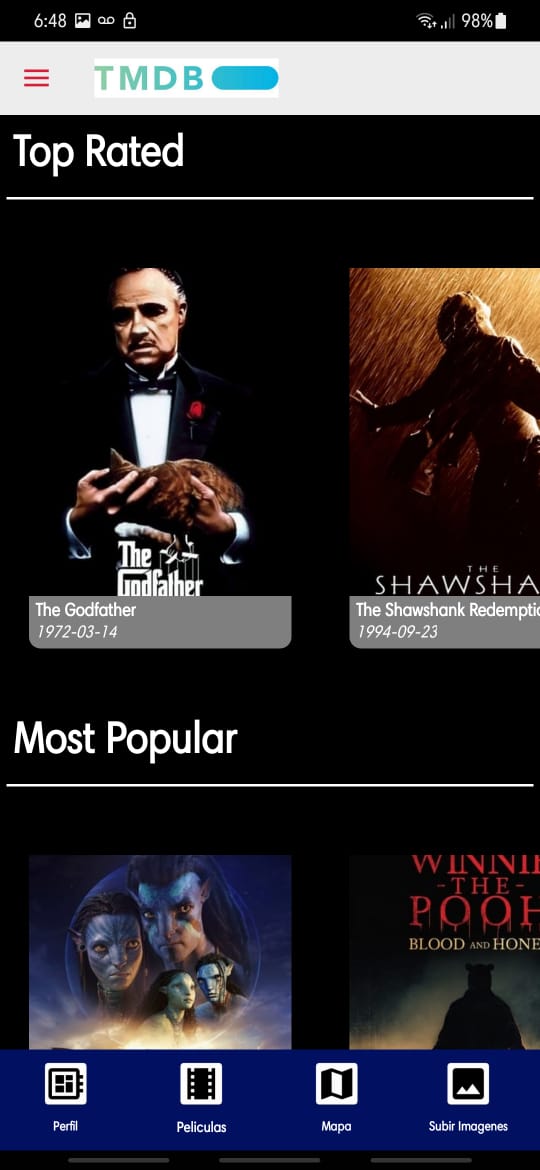 6:48 98%
TMDB
Top Rated
The
Godfather
THE
SHAWSHA
The Godfather
1972-03-14
The Shawshank Redemptio
1994-09-23
Most Popular
WINNIE
-THE-
POOH
BLOOD AND HONE
Perfil
Peliculas
Mapa
Subir Imagenes